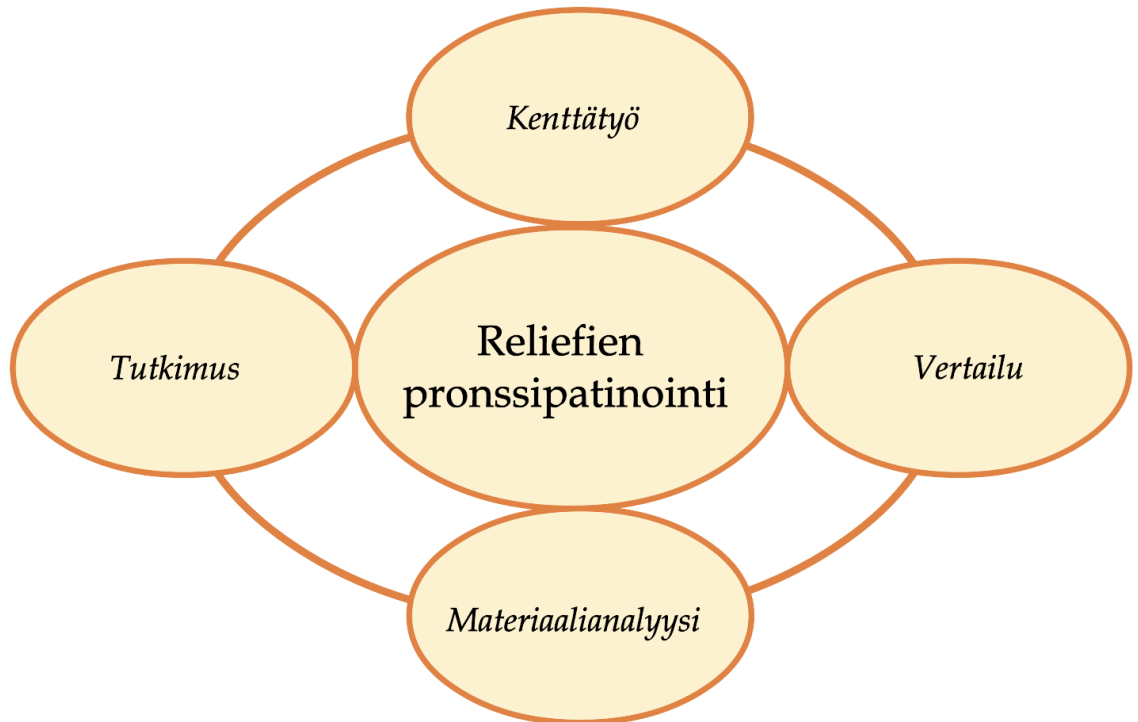 Kenttätyö
Tutkimus
Reliefien
pronssipatinointi
Vertailu
Materiaalianalyysi